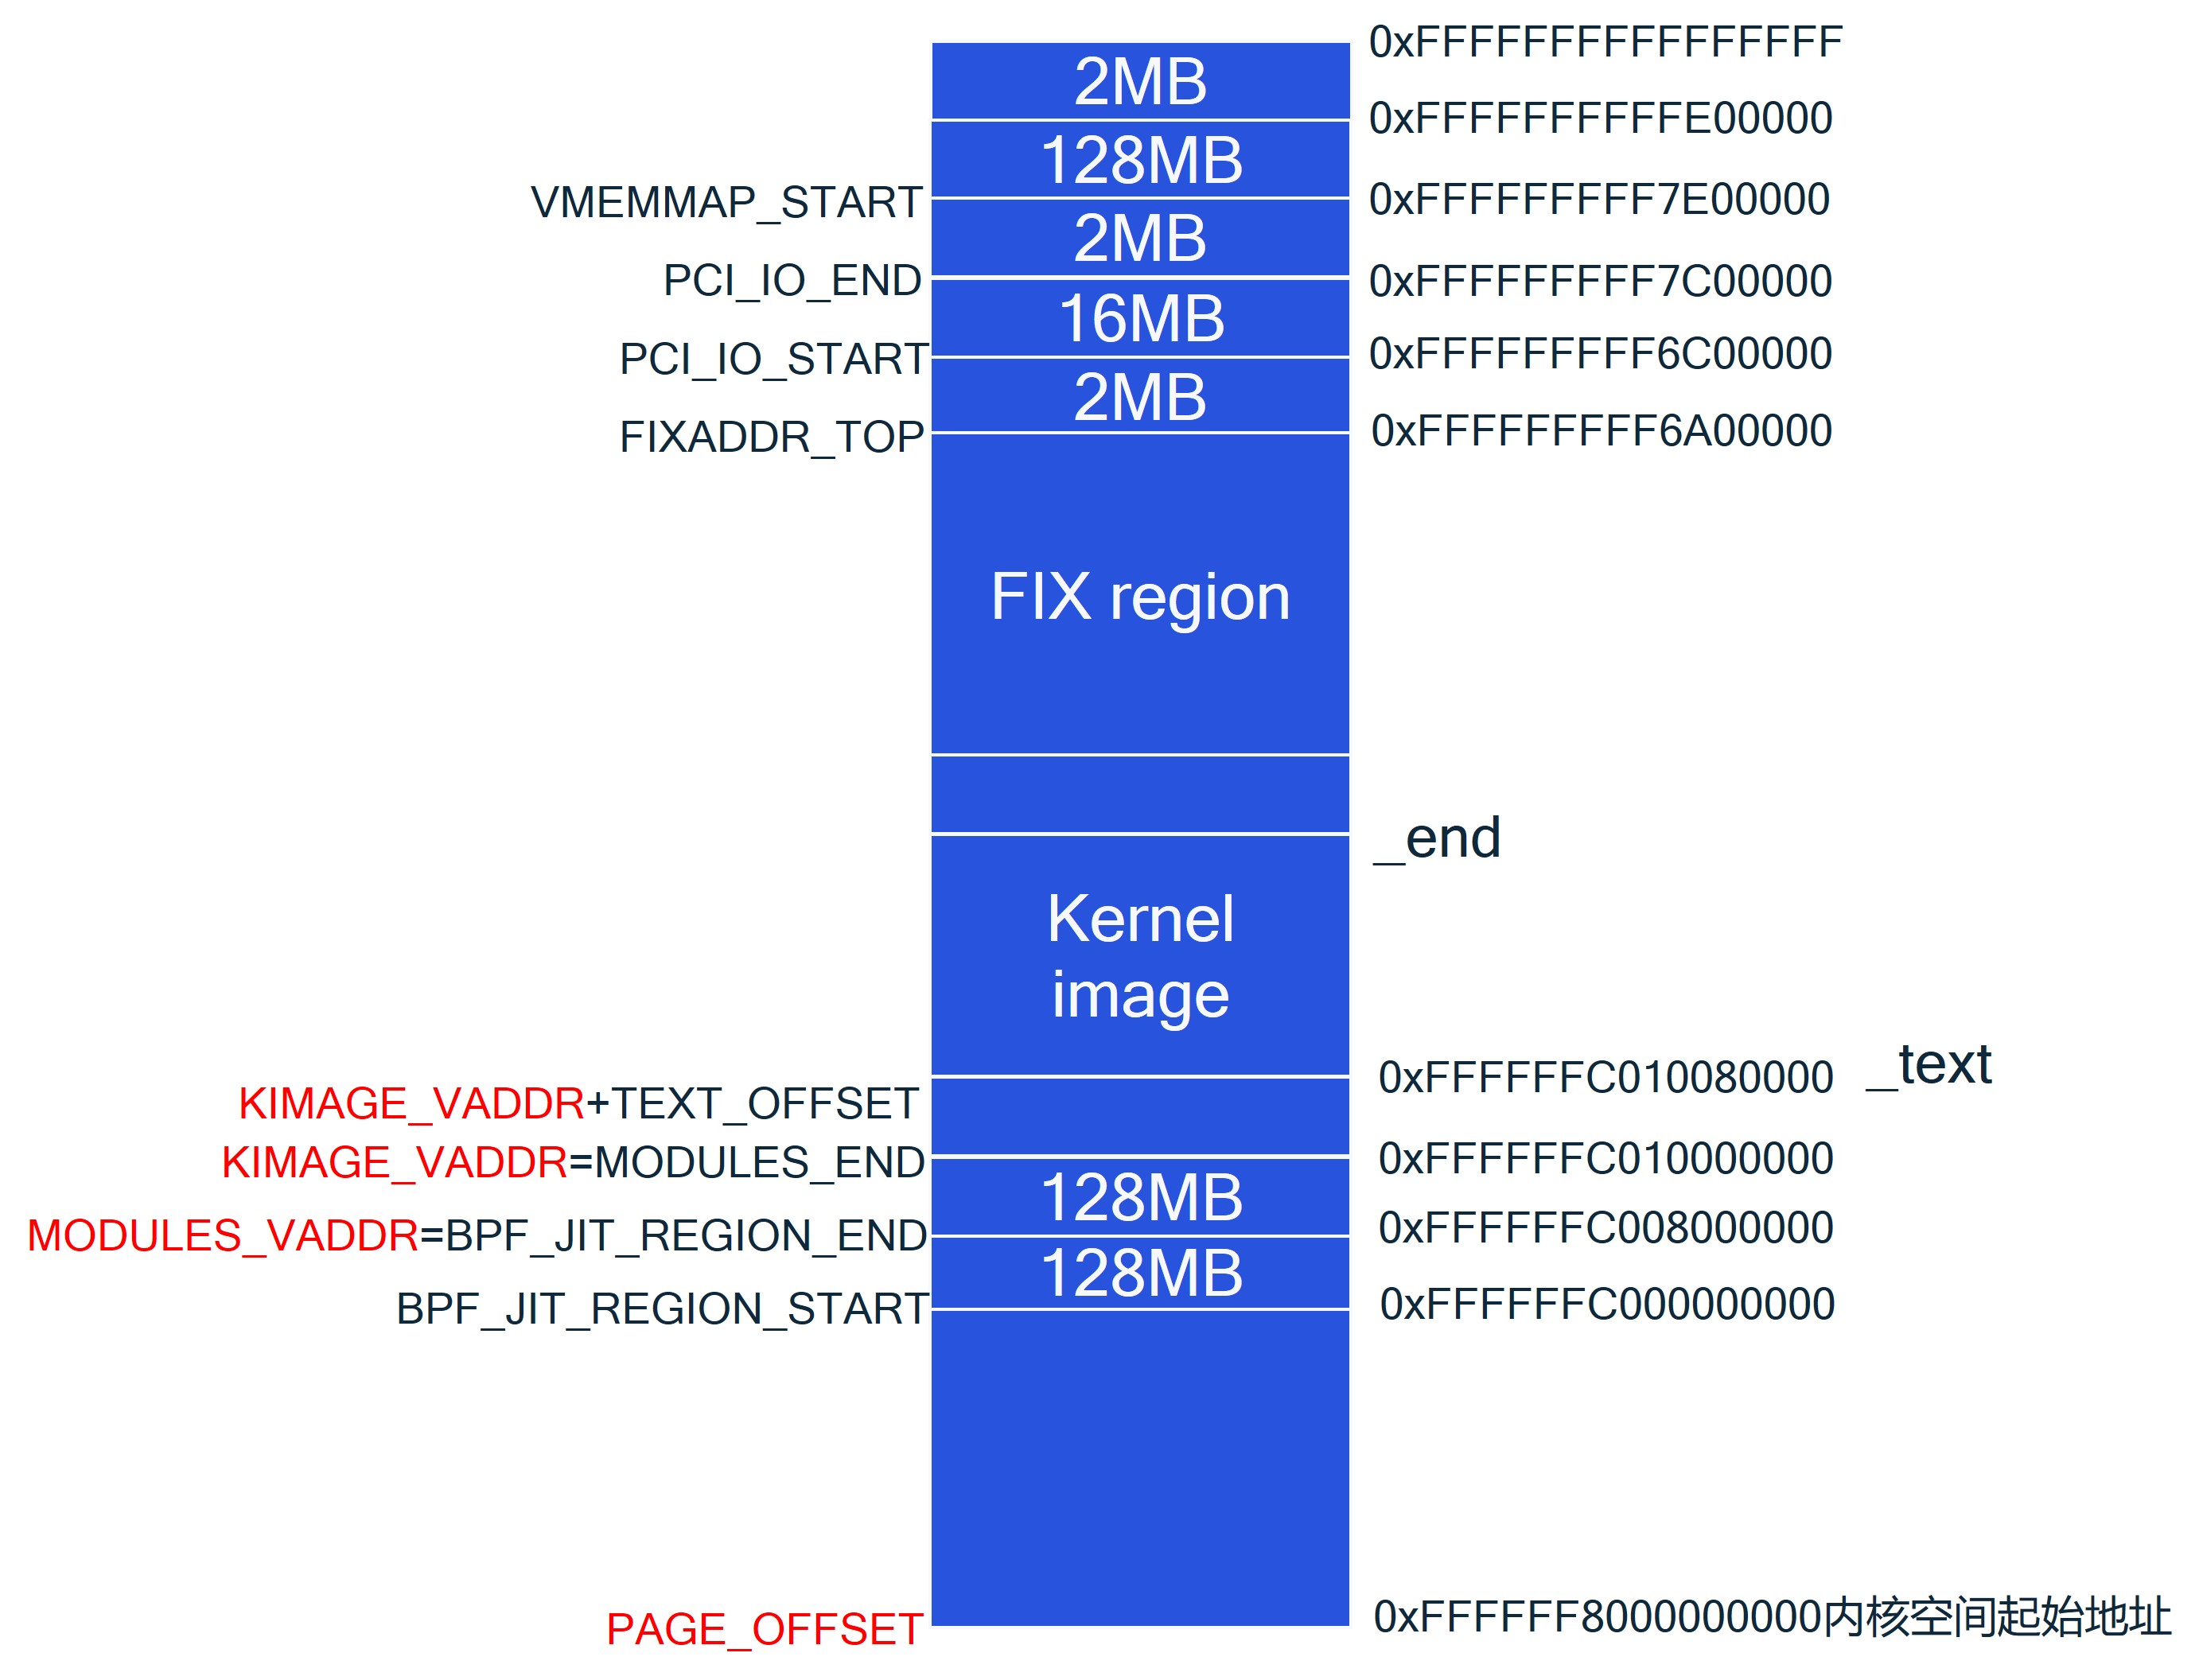 0xFFFFFFFFFFFFFFFF
2MB
0xFFFFFFFFFFE00000
128MB
VMEMMAP_START
0xFFFFFFFFF7E00000
2MB
PCI_IO_END
0xFFFFFFFFF7C00000
16MB
PCI_IO_START
0xFFFFFFFFF6C00000
2MB
FIXADDR_TOP
0xFFFFFFFFF6A00000
FIX region
_end
Kernel
image
KIMAGE_VADDR+TEXT_OFFSET
0xFFFFFFC010080000 _text
KIMAGE_VADDR=MODULES_END
0xFFFFFFC010000000
128MB
MODULES_VADDR=BPF_JIT_REGION_END
0xFFFFFFC008000000
128MB
BPF_JIT_REGION_START
0xFFFFFFC000000000
PAGE_OFFSET
0xFFFFFF8000000000内核空间起始地址